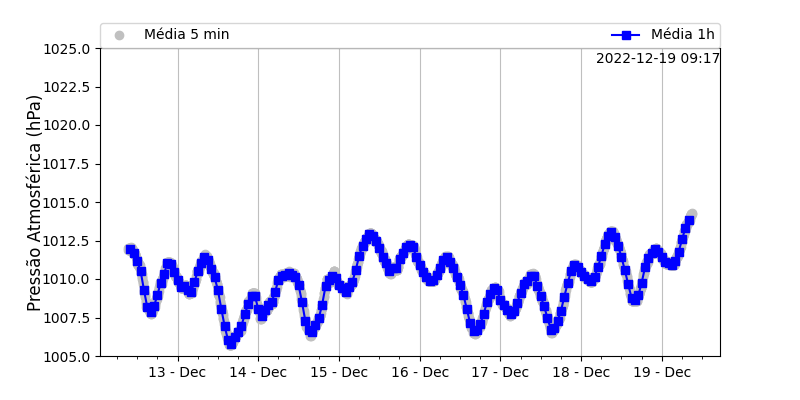 Média 5 min
Média 1h
2022-12-19 09:17
Pressão Atmosférica (hPa)
1025.0
1022.5
1020.0
1017.5
1015.0
1012.5
1010.0
1007.5
1005.0
13 - Dec
14 - Dec
15 - Dec
16 - Dec
17 - Dec
18 - Dec
19 - Dec